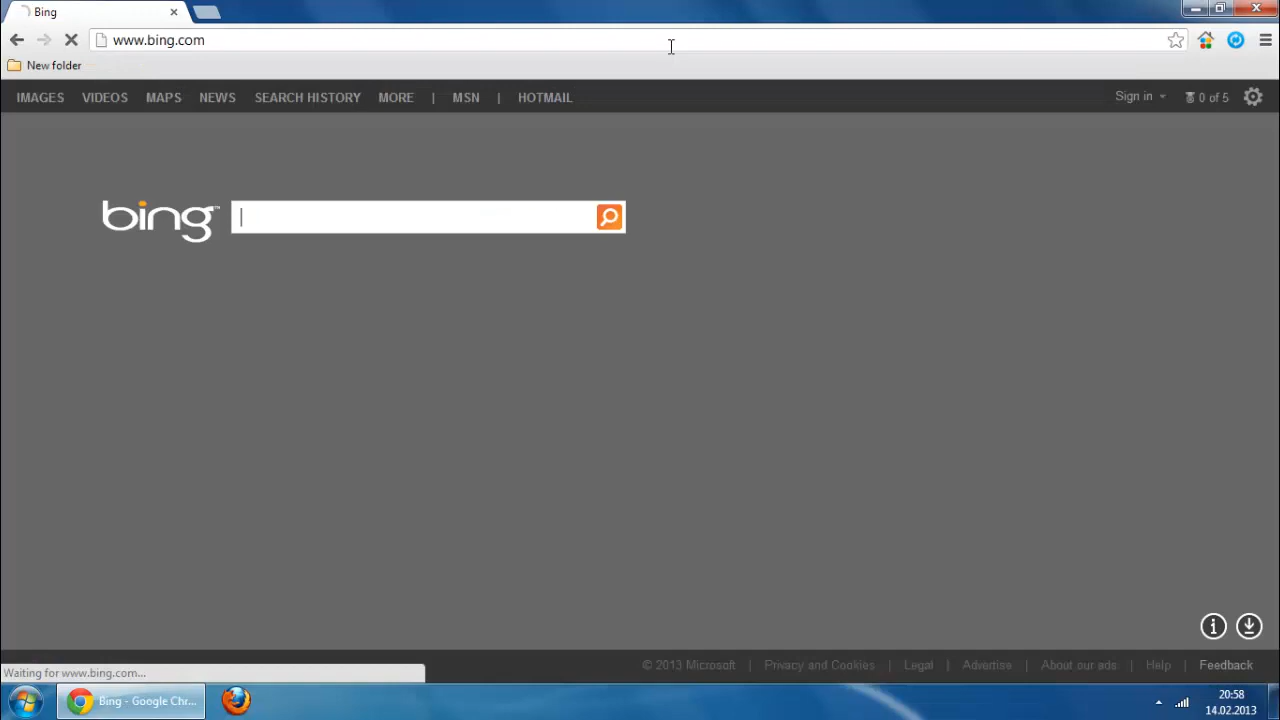 Bing
www.bing.com
New folder
IMAGES VIDEOS MAPS NEWS SEARCH HISTORY MORE | MSN | HOTMAIL Sign in 0 of 5
bing™
Waiting for www.bing.com...
© 2013 Microsoft | Privacy and Cookies | Legal | Advertise | About our ads | Help | Feedback
Bing - Google Chr...
20:58
14.02.2013